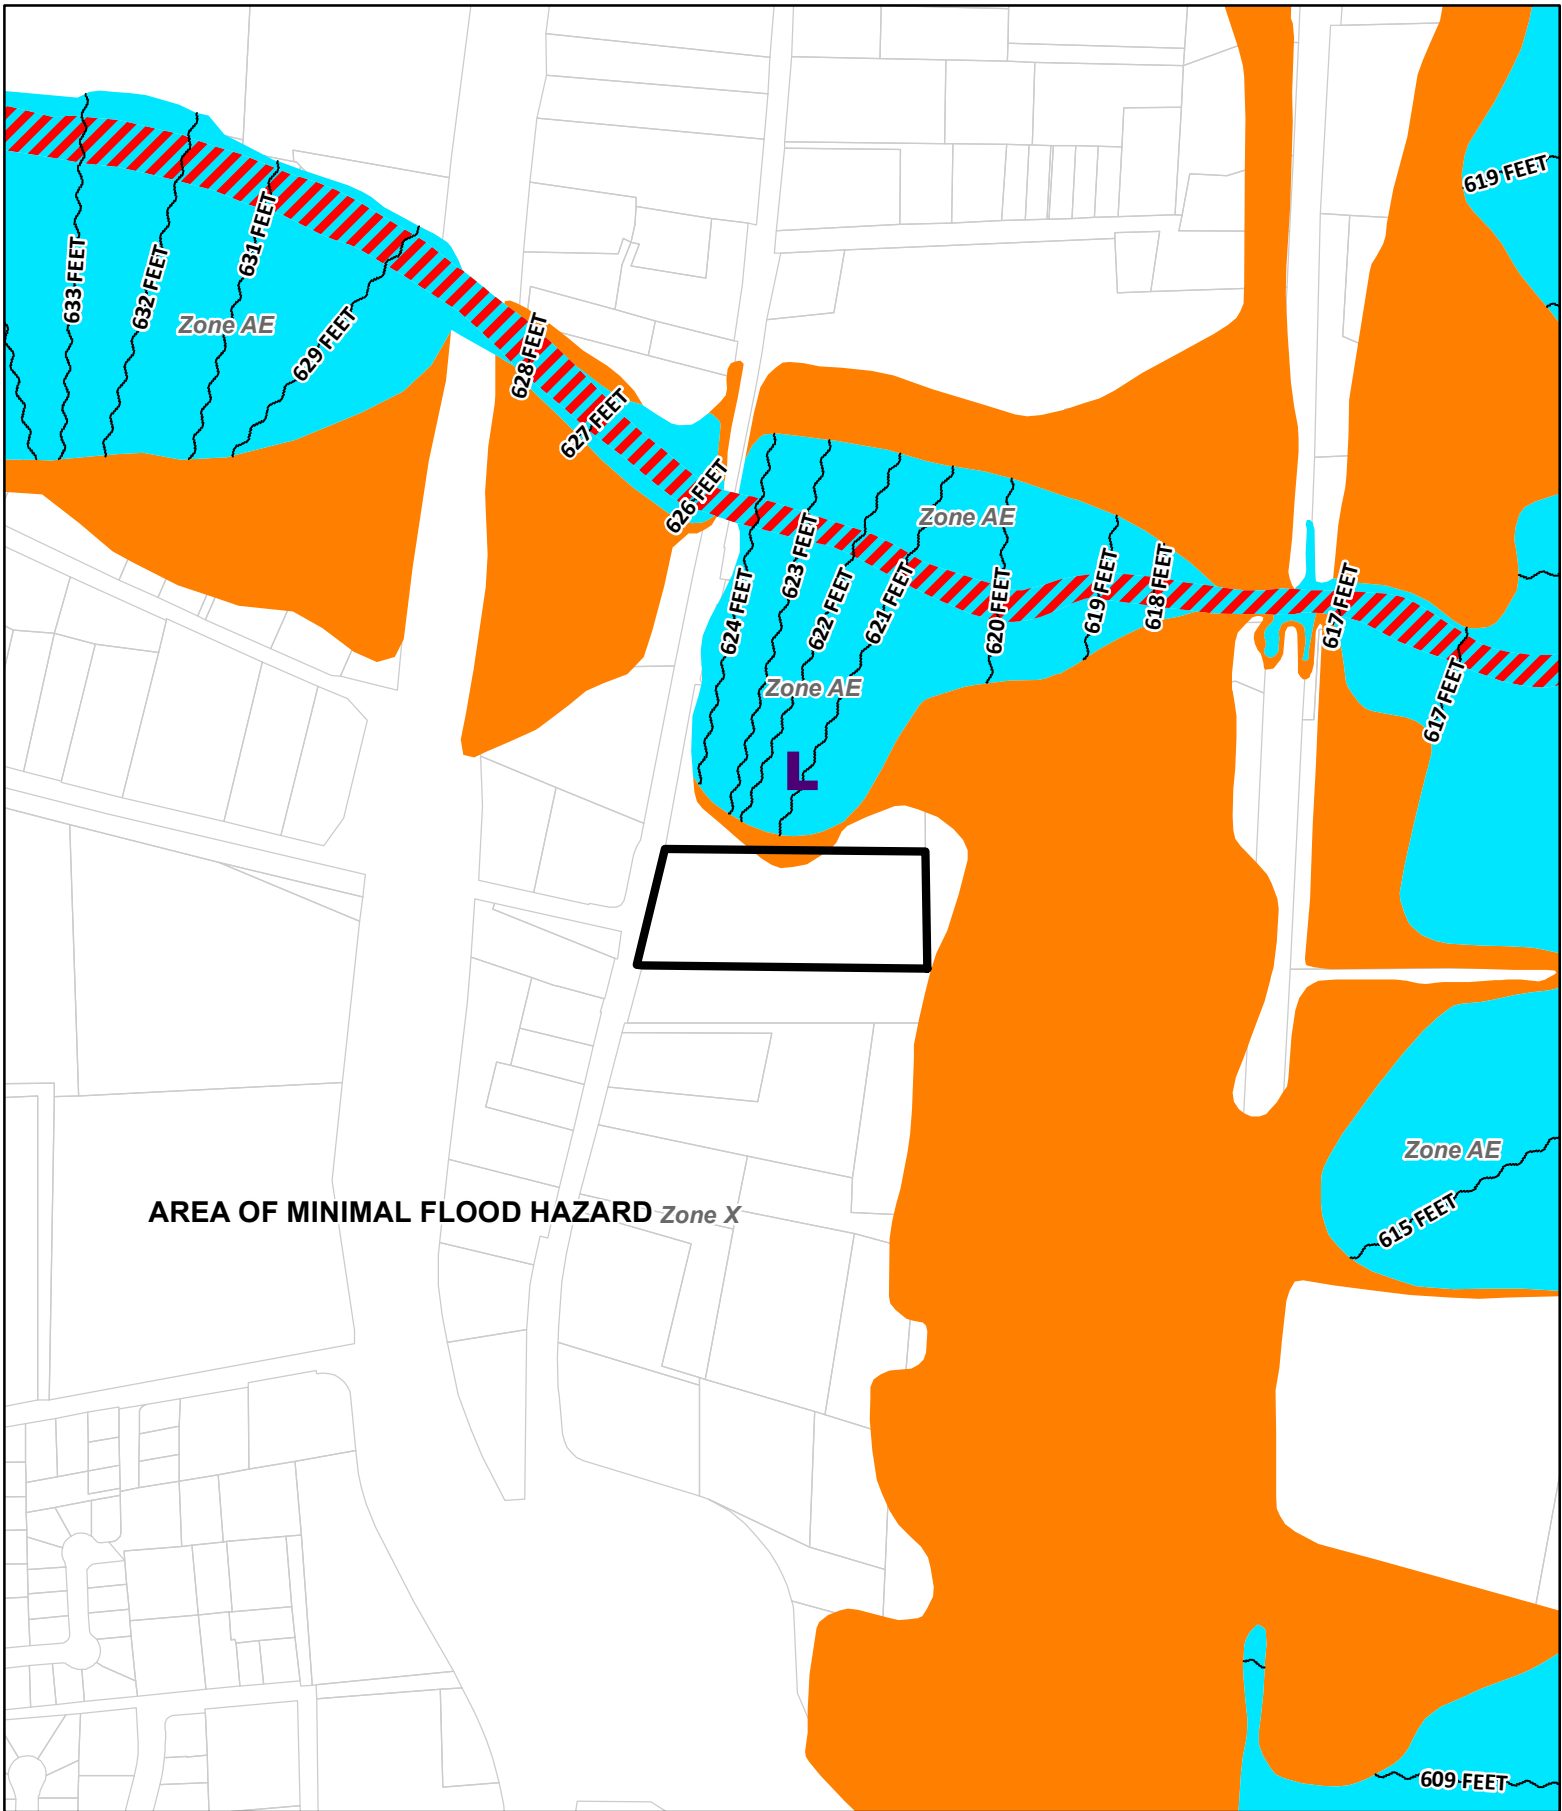 619 FEET
633 FEET
632 FEET
631 FEET
629 FEET
Zone AE
628 FEET
627 FEET
626 FEET
Zone AE
624 FEET
623 FEET
622 FEET
621 FEET
620 FEET
619 FEET
618 FEET
617 FEET
617 FEET
Zone AE
L
Zone AE
615 FEET
AREA OF MINIMAL FLOOD HAZARD Zone X
609 FEET